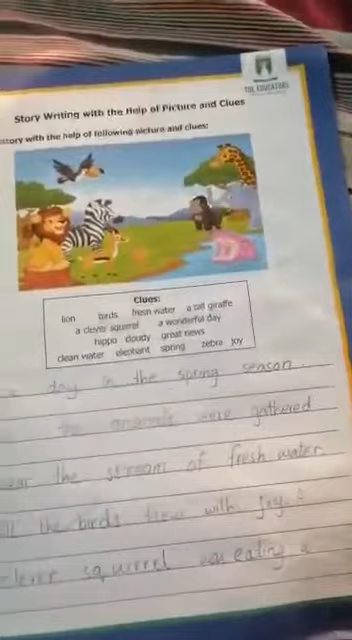 THE EDUCATORS
Story Writing with the Help of Picture and Clues
story with the help of following picture and clues:
Clues:
lion birds fresh water a tall giraffe
a clever squirrel a wonderful day
hippo cloudy great news
clean water elephant spring zebra joy
day in the spring season.
the animals were gathered
the stream of fresh water
the birds flew with joy.
clever squirrel was eating a